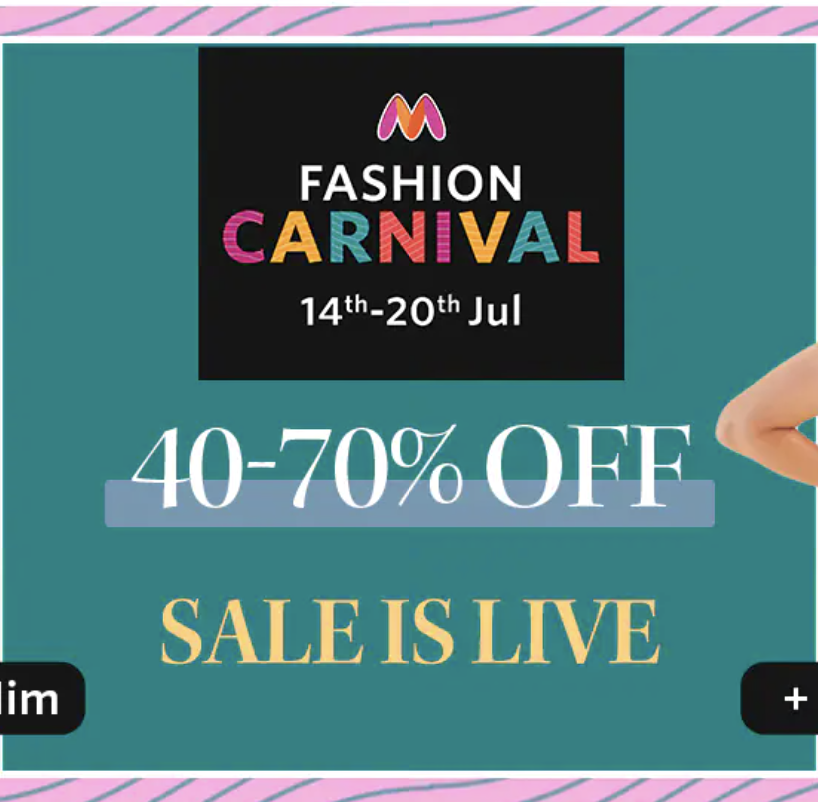 FASHION
CARNIVAL
14th-20th Jul
40-70% OFF
SALE IS LIVE
+